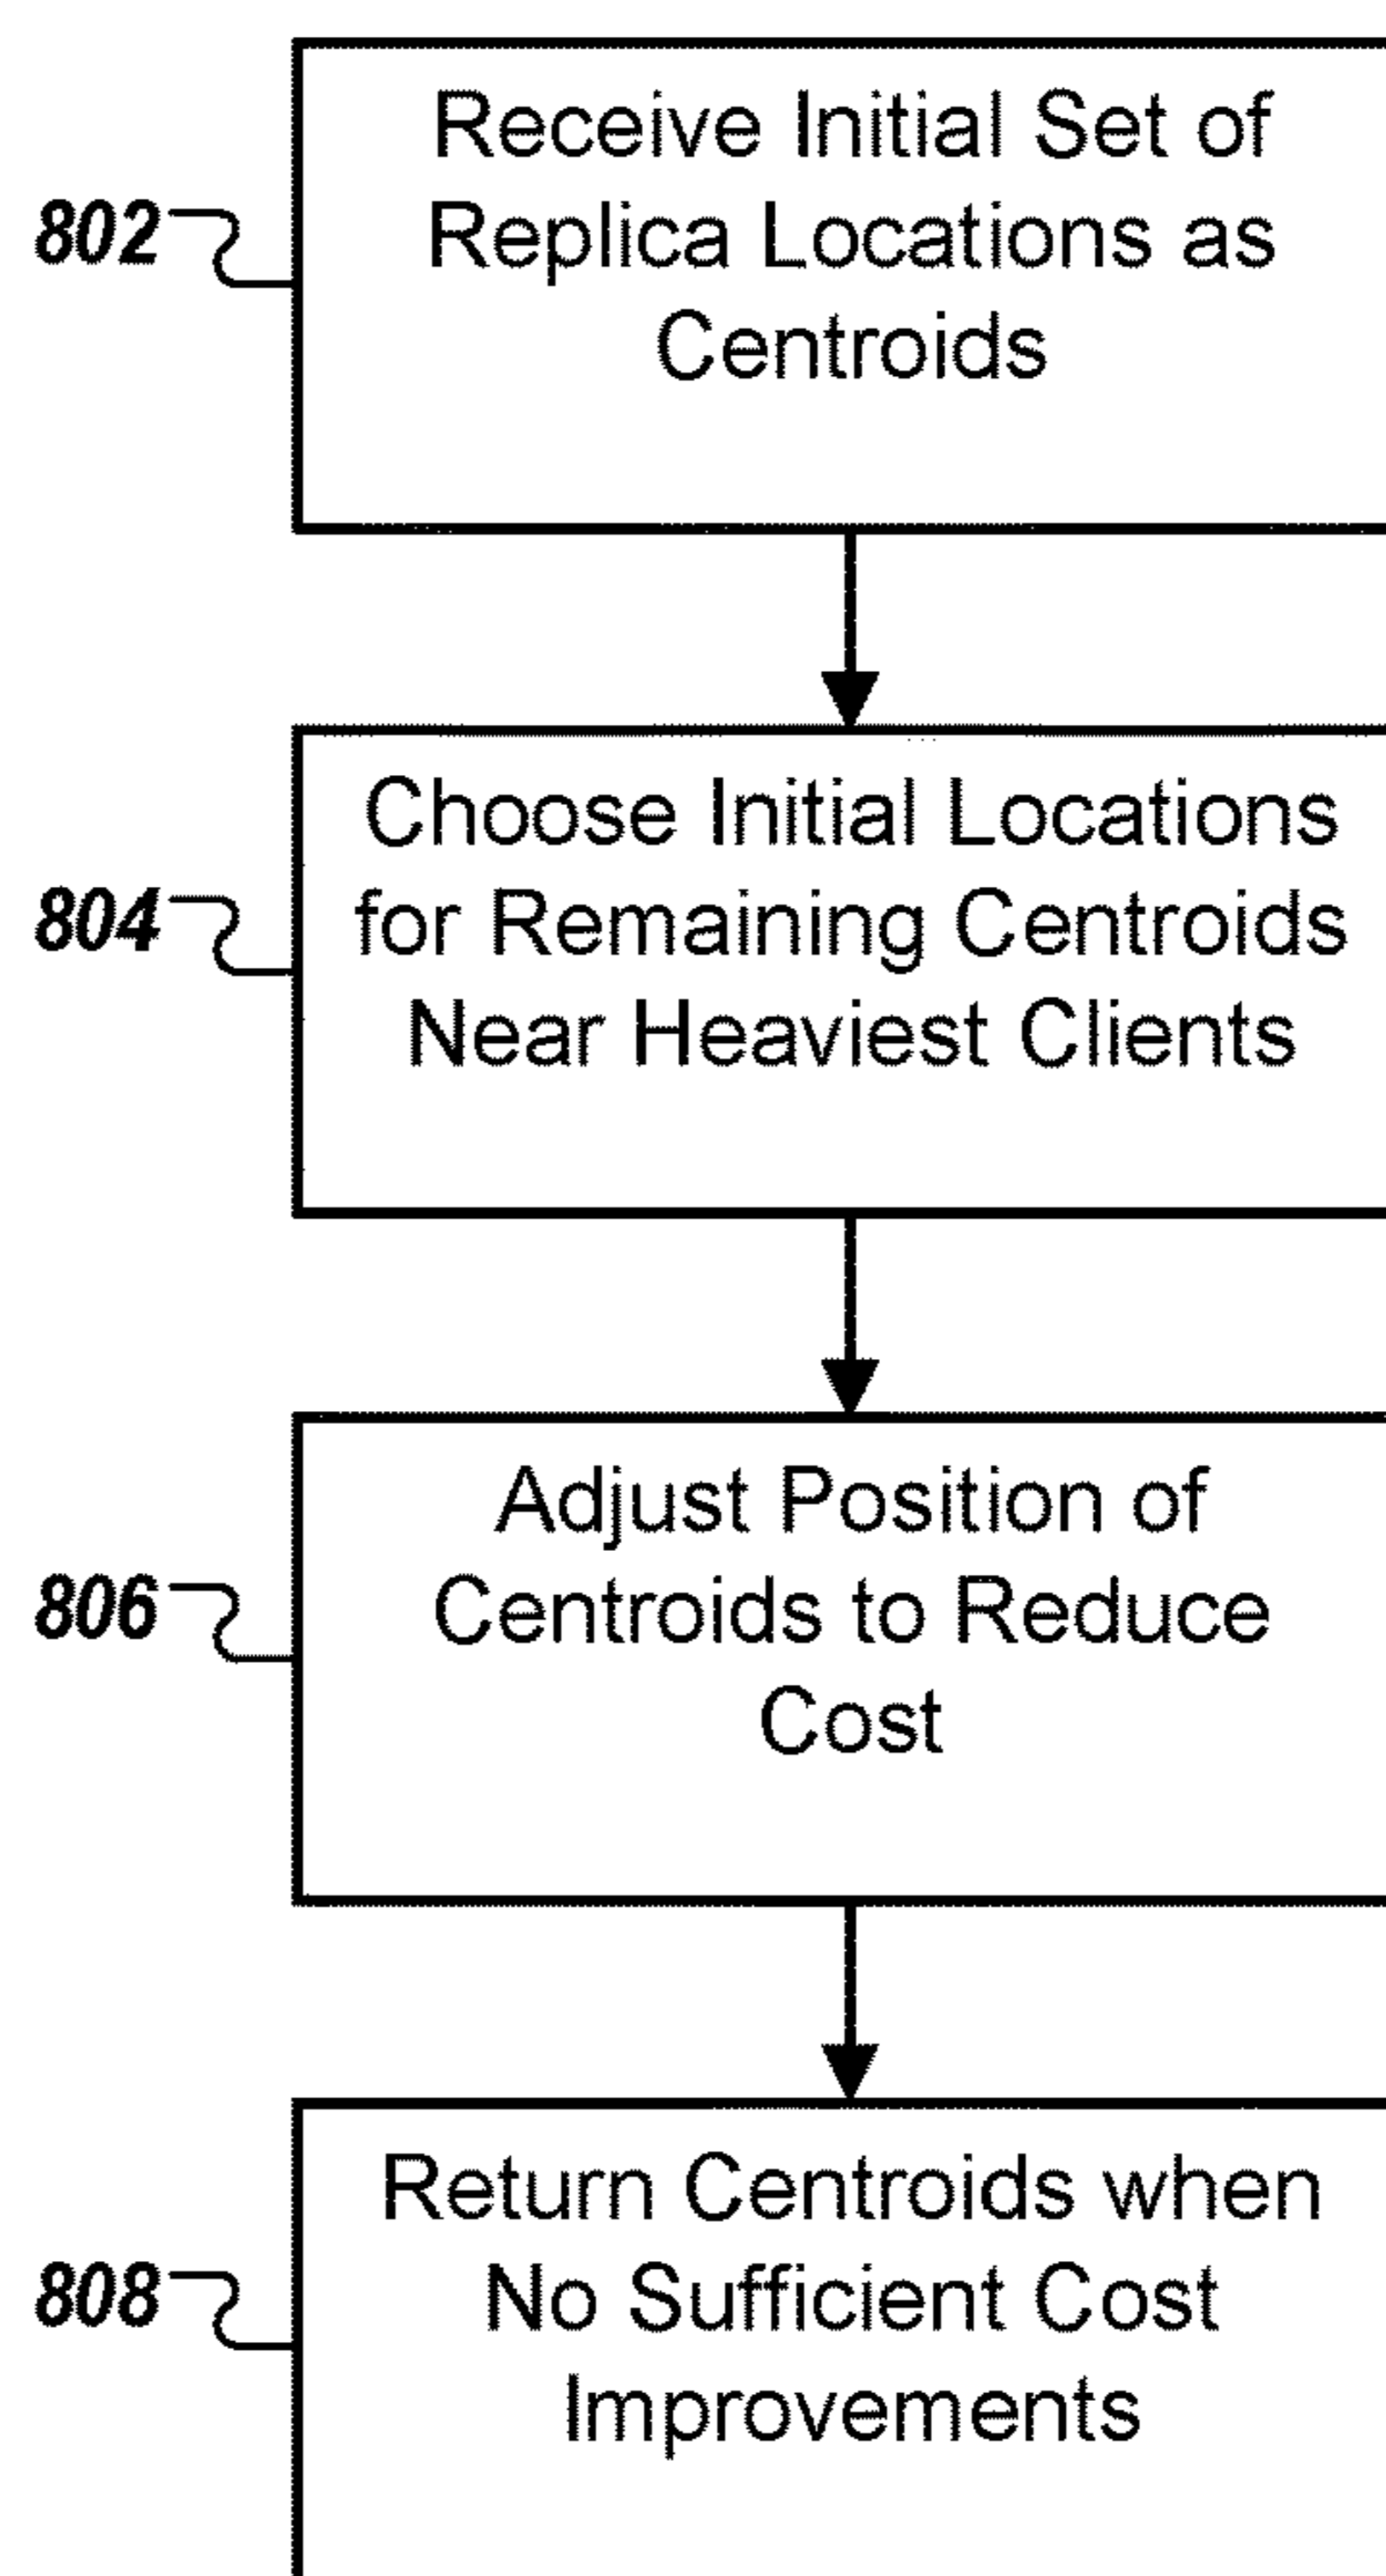 Receive Initial Set of
802
Replica Locations as
Centroids
Choose Initial Locations
804
for Remaining Centroids
Near Heaviest Clients
Adjust Position of
806
Centroids to Reduce
Cost
Return Centroids when
808
No Sufficient Cost
Improvements